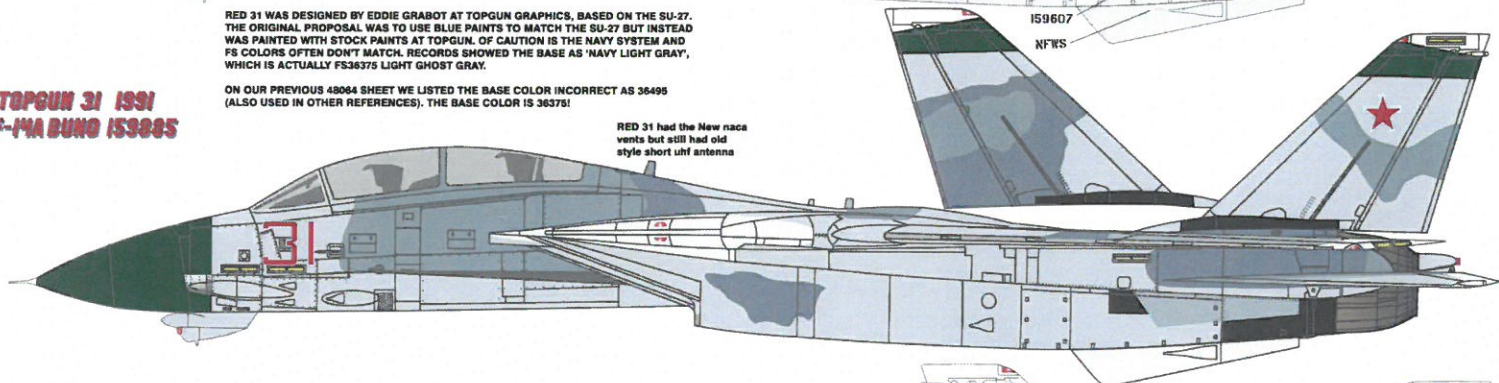 RED 31 WAS DESIGNED BY EDDIE GRABOT AT TOPGUN GRAPHICS, BASED ON THE SU-27.
THE ORIGINAL PROPOSAL WAS TO USE BLUE PAINTS TO MATCH THE SU-27 BUT INSTEAD
WAS PAINTED WITH STOCK PAINTS AT TOPGUN. OF CAUTION IS THE NAVY SYSTEM AND
FS COLORS OFTEN DON'T MATCH. RECORDS SHOWED THE BASE AS 'NAVY LIGHT GRAY',
WHICH IS ACTUALLY FS36375 LIGHT GHOST GRAY.
ON OUR PREVIOUS 48064 SHEET WE LISTED THE BASE COLOR INCORRECT AS 36495
(ALSO USED IN OTHER REFERENCES). THE BASE COLOR IS 36375!
159607
NFWS
TOPGUN 31 1991
F-14A BUNO 159885
RED 31 had the New naca
vents but still had old
style short uhf antenna
31